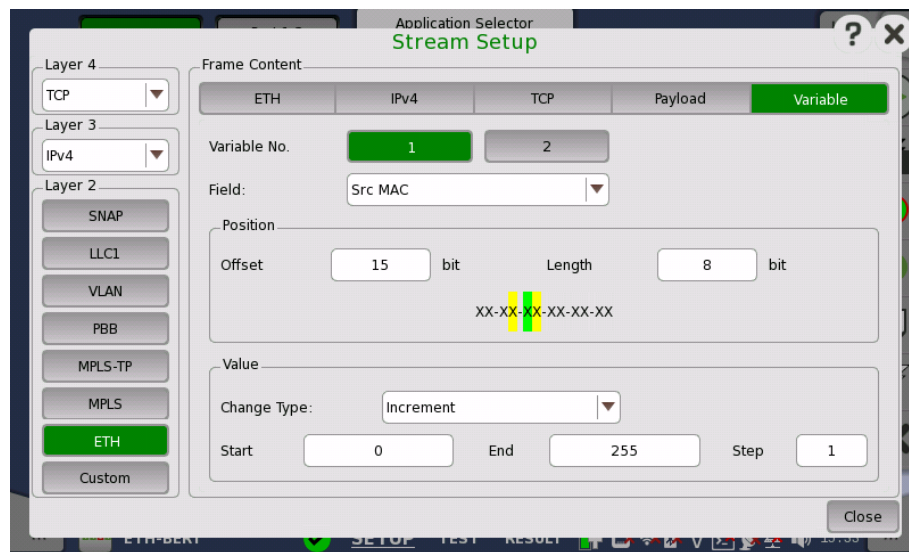 Application Selector
Stream Setup
?
Layer 4
TCP
Layer 3
IPv4
Layer 2
SNAP
LLC1
VLAN
PBB
MPLS-TP
MPLS
ETH
Custom
Frame Content
ETH IPv4 TCP Payload Variable
Variable No. 1 2
Field: Src MAC
Position
Offset 15 bit Length 8 bit
XX-XX-XX-XX-XX-XX
Value
Change Type: Increment
Start 0 End 255 Step 1
Close
ETH-BERT SETUP TEST RESULT